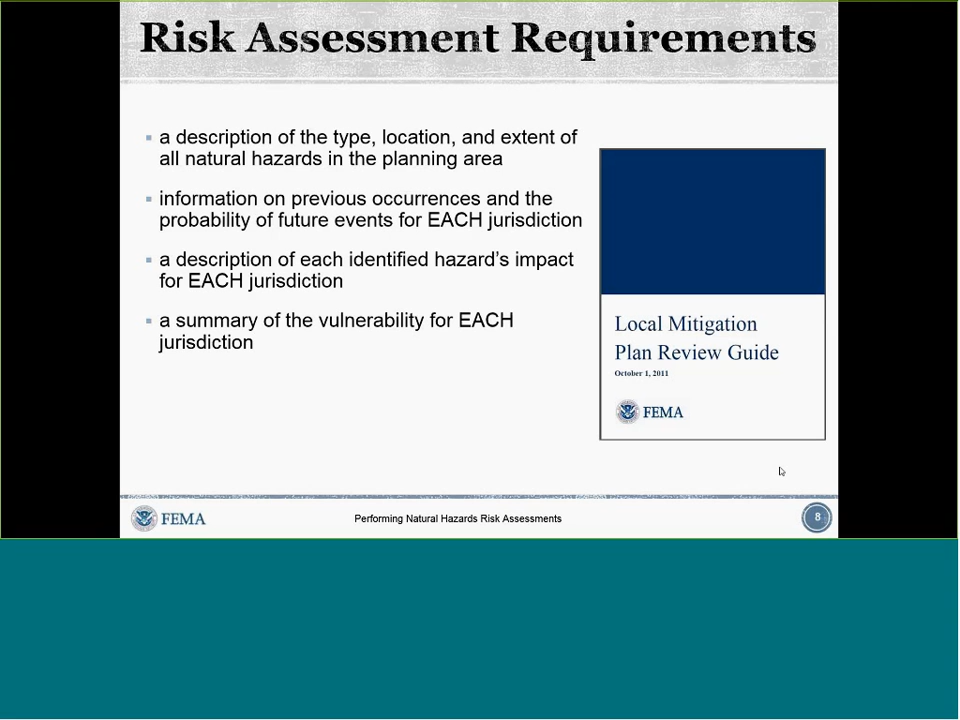 Risk Assessment Requirements
▪ a description of the type, location, and extent of
all natural hazards in the planning area
▪ information on previous occurrences and the
probability of future events for EACH jurisdiction
▪ a description of each identified hazard’s impact
for EACH jurisdiction
▪ a summary of the vulnerability for EACH
jurisdiction
Local Mitigation
Plan Review Guide
October 1, 2011
FEMA
FEMA
Performing Natural Hazards Risk Assessments
8